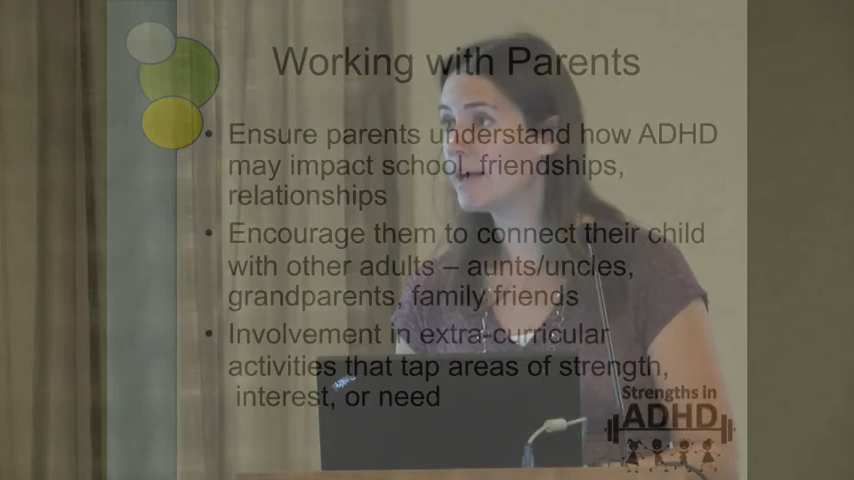 Working with Parents
• Ensure parents understand how ADHD
may impact school, friendships,
relationships
• Encourage them to connect their child
with other adults – aunts/uncles,
grandparents, family friends
• Involvement in extra-curricular
activities that tap areas of strength,
interest, or need
Strengths in
ADHD